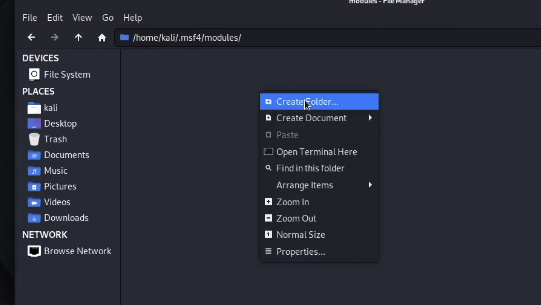 modules - File Manager
File Edit View Go Help
/home/kali/.msf4/modules/
DEVICES
File System
PLACES
kali
Desktop
Trash
Documents
Music
Pictures
Videos
Downloads
NETWORK
Browse Network
Create Folder...
Create Document
Paste
Open Terminal Here
Find in this folder
Arrange Items
Zoom In
Zoom Out
Normal Size
Properties...